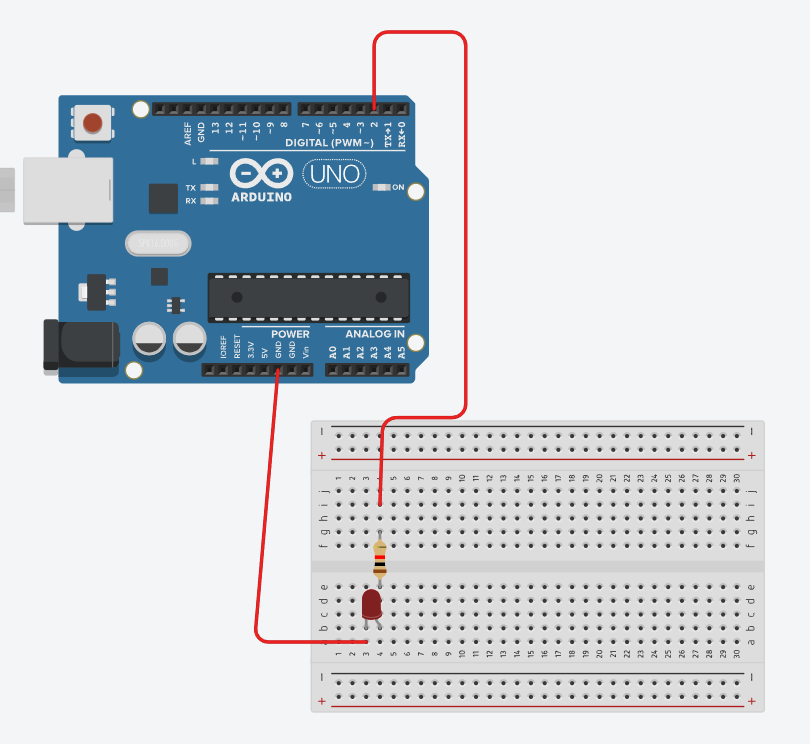 AREF
GND
13
12
~11
~10
~9
8
7
~6
~5
4
~3
2
TX→1
RX←0
DIGITAL (PWM~)
L
TX
RX
UNO
ON
ARDUINO
POWER
ANALOG IN
IOREF
RESET
3.3V
5V
GND
GND
Vin
A0
A1
A2
A3
A4
A5
− −
+ +
1 2 3 4 5 6 7 8 9 10 11 12 13 14 15 16 17 18 19 20 21 22 23 24 25 26 27 28 29 30
j j
i i
h h
g g
f f
e e
d d
c c
b b
a a
1 2 3 4 5 6 7 8 9 10 11 12 13 14 15 16 17 18 19 20 21 22 23 24 25 26 27 28 29 30
− −
+ +